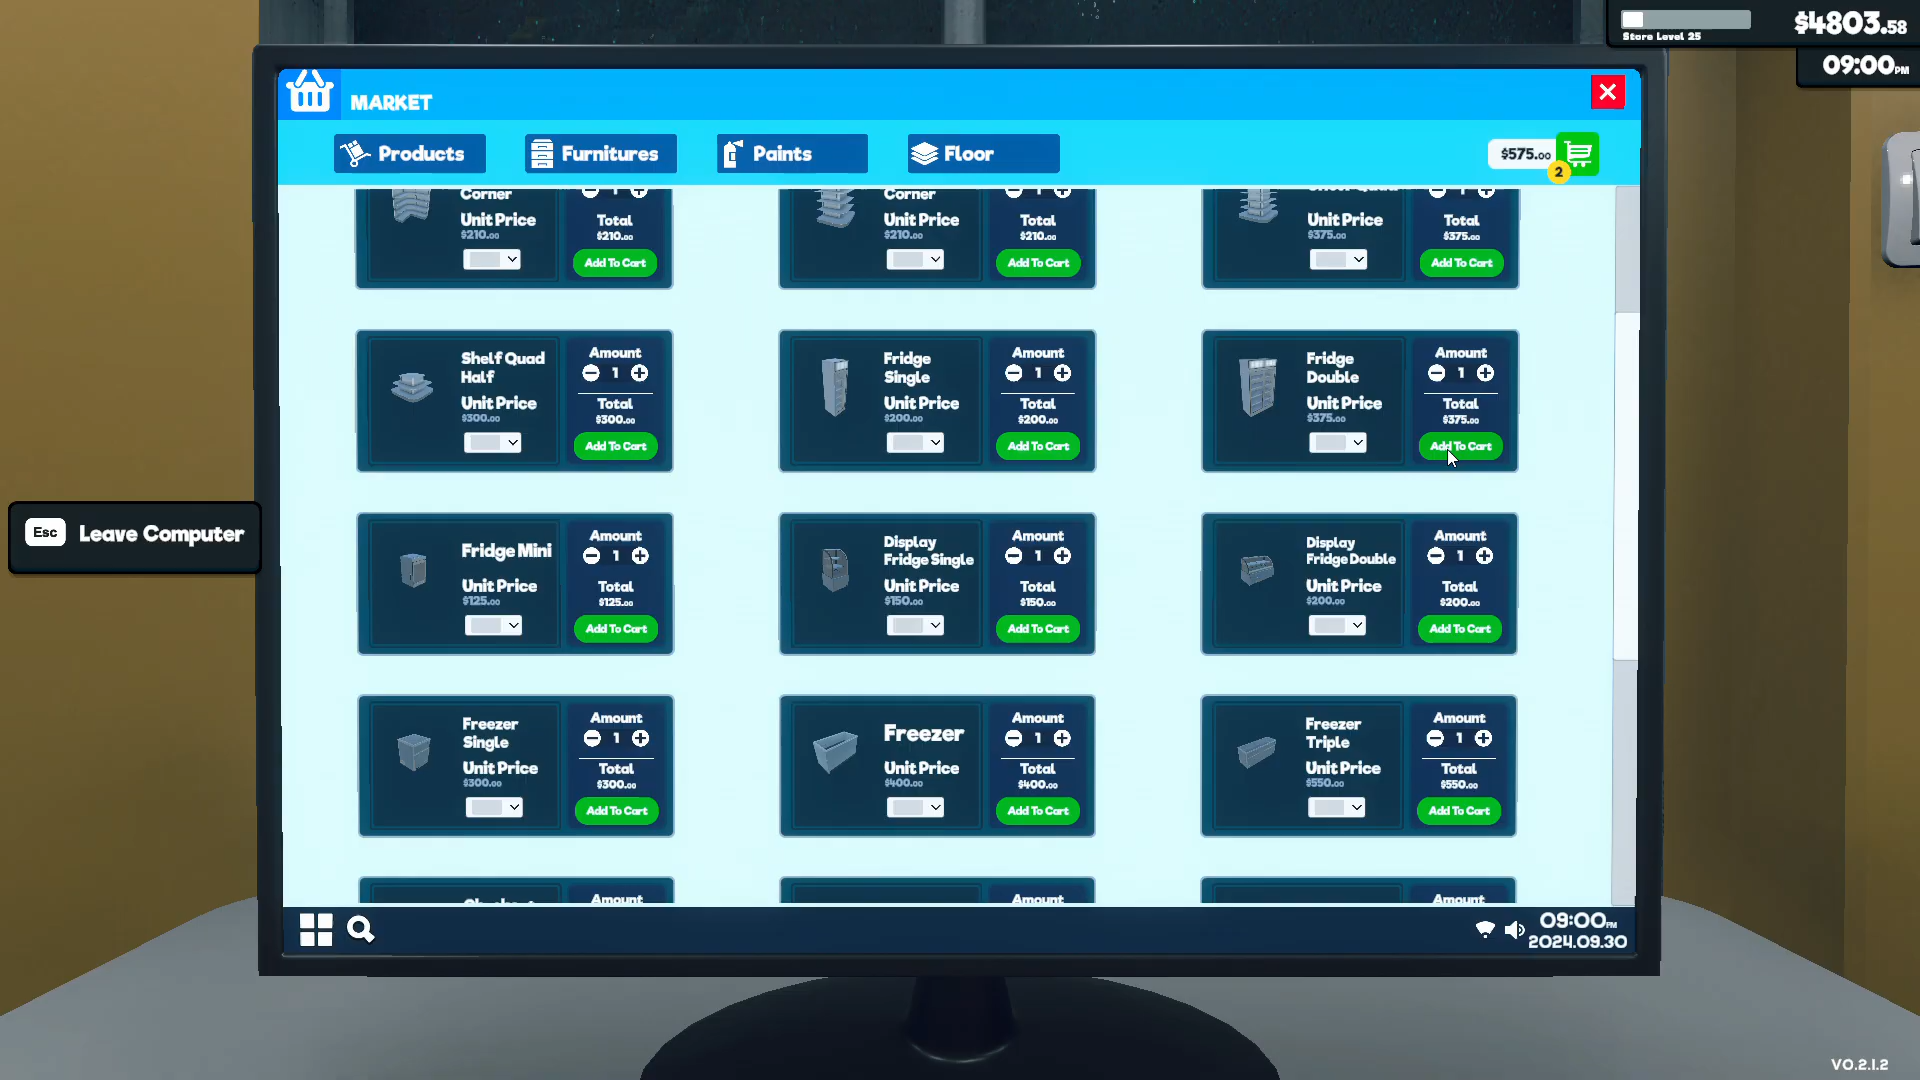 $4803.58
Store Level 25
09:00PM
MARKET
Products
Furnitures
Paints
Floor
$575.00
2
Corner
Unit Price
$210.00
1
Total
$210.00
Add To Cart
Corner
Unit Price
$210.00
1
Total
$210.00
Add To Cart
Shelf Quad
Unit Price
$375.00
1
Total
$375.00
Add To Cart
Shelf Quad
Half
Unit Price
$300.00
Amount
1
Total
$300.00
Add To Cart
Fridge
Single
Unit Price
$200.00
Amount
1
Total
$200.00
Add To Cart
Fridge
Double
Unit Price
$375.00
Amount
1
Total
$375.00
Add To Cart
Esc Leave Computer
Fridge Mini
Unit Price
$125.00
Amount
1
Total
$125.00
Add To Cart
Display
Fridge Single
Unit Price
$150.00
Amount
1
Total
$150.00
Add To Cart
Display
Fridge Double
Unit Price
$200.00
Amount
1
Total
$200.00
Add To Cart
Freezer
Single
Unit Price
$300.00
Amount
1
Total
$300.00
Add To Cart
Freezer
Unit Price
$400.00
Amount
1
Total
$400.00
Add To Cart
Freezer
Triple
Unit Price
$550.00
Amount
1
Total
$550.00
Add To Cart
Checkout
Amount
Amount
Amount
09:00PM
2024.09.30
V0.2.1.2